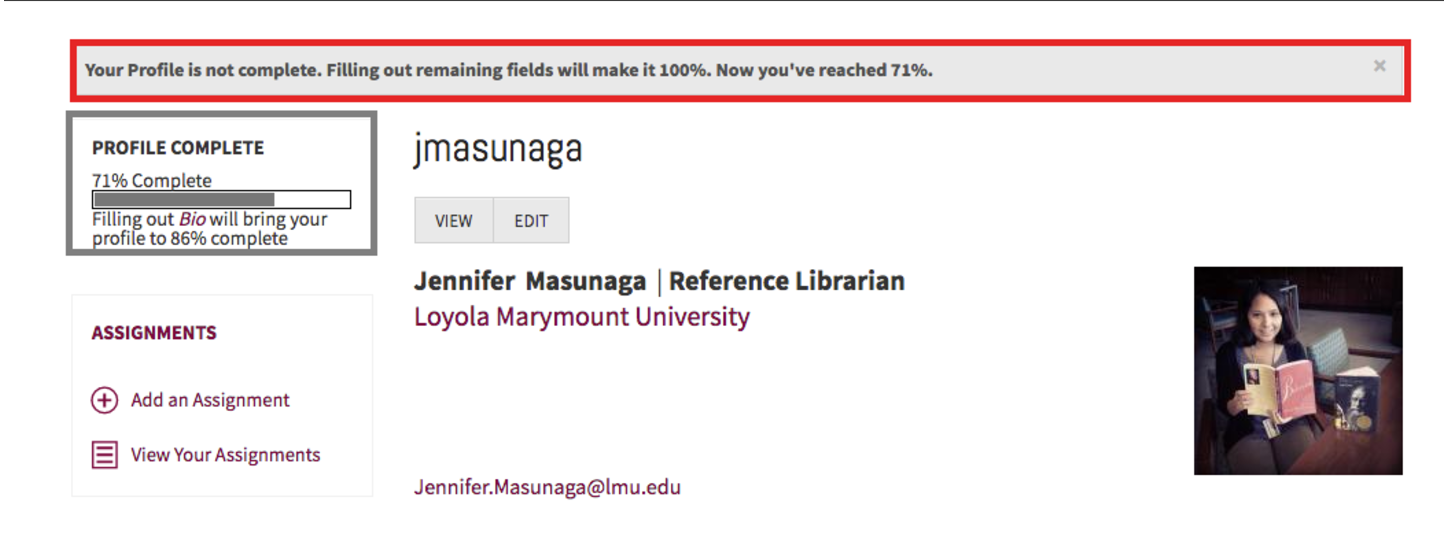 Your Profile is not complete. Filling out remaining fields will make it 100%. Now you've reached 71%. ×
PROFILE COMPLETE
71% Complete
Filling out Bio will bring your
profile to 86% complete
jmasunaga
VIEW EDIT
Jennifer Masunaga | Reference Librarian
Loyola Marymount University
ASSIGNMENTS
Add an Assignment
View Your Assignments
Jennifer.Masunaga@lmu.edu